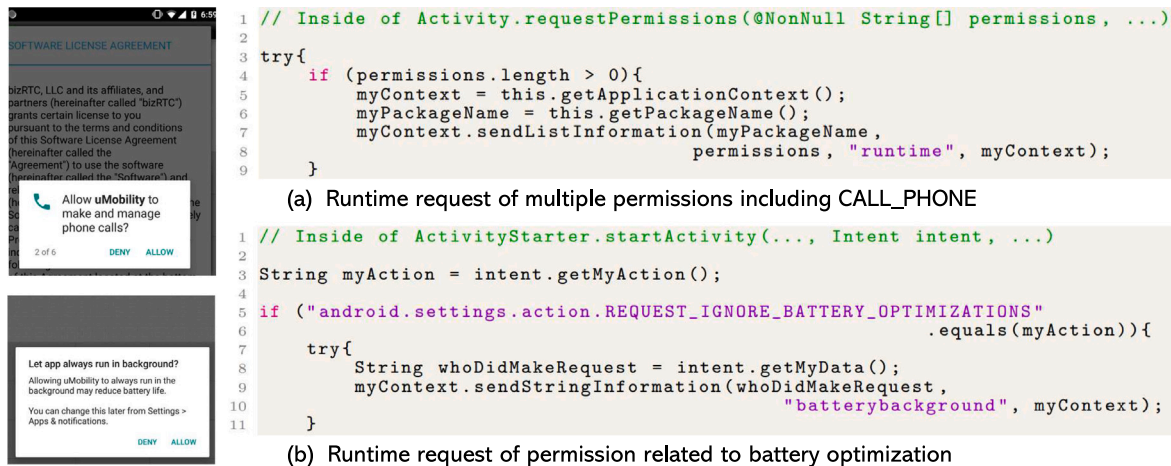 6:59
SOFTWARE LICENSE AGREEMENT
bizRTC, LLC and its affiliates, and
partners (hereinafter called "bizRTC")
grants certain license to you
pursuant to the terms and conditions
of this Software License Agreement
(hereinafter called the
"Agreement") to use the software
(hereinafter called the "Software") and
Allow uMobility to
make and manage
phone calls?
2 of 6 DENY ALLOW
1 // Inside of Activity.requestPermissions(@NonNull String[] permissions, ...)
2
3 try{
4 if (permissions.length > 0){
5 myContext = this.getApplicationContext();
6 myPackageName = this.getPackageName();
7 myContext.sendListInformation(myPackageName,
8 permissions, "runtime", myContext);
9 }
(a) Runtime request of multiple permissions including CALL_PHONE
Let app always run in background?
Allowing uMobility to always run in the
background may reduce battery life.
You can change this later from Settings >
Apps & notifications.
DENY ALLOW
1 // Inside of ActivityStarter.startActivity(..., Intent intent, ...)
2
3 String myAction = intent.getMyAction();
4
5 if ("android.settings.action.REQUEST_IGNORE_BATTERY_OPTIMIZATIONS"
6 .equals(myAction)){
7 try{
8 String whoDidMakeRequest = intent.getMyData();
9 myContext.sendStringInformation(whoDidMakeRequest,
10 "batterybackground", myContext);
11 }
(b) Runtime request of permission related to battery optimization